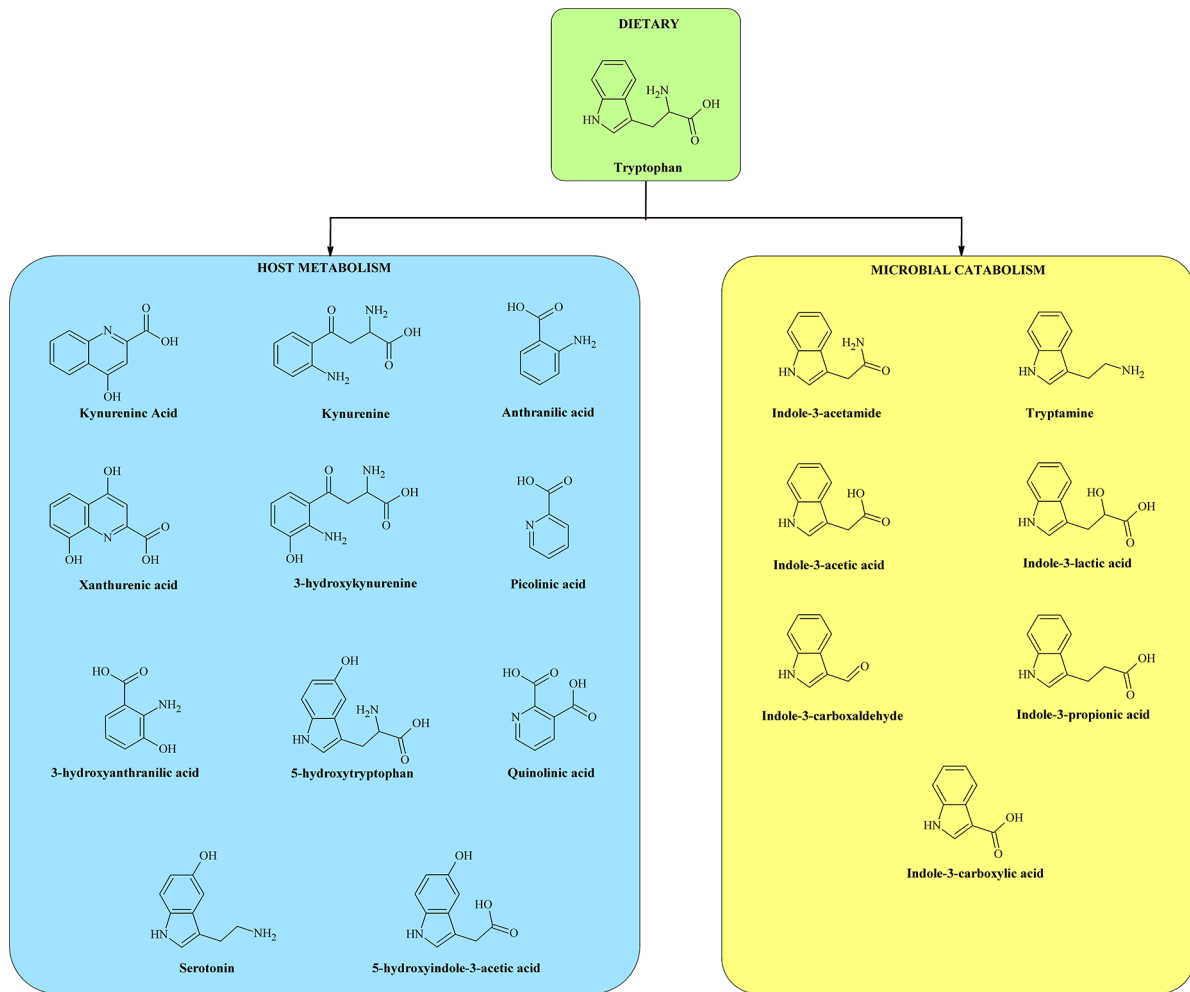 DIETARY
H2N
OH
HN
O
Tryptophan
HOST METABOLISM
MICROBIAL CATABOLISM
O
N
OH
OH
Kynureninc Acid
O
NH2
OH
O
NH2
Kynurenine
HO
O
NH2
Anthranilic acid
H2N
HN
O
Indole-3-acetamide
HN
NH2
Tryptamine
OH
O
N
OH
OH
Xanthurenic acid
O
NH2
OH
O
NH2
OH
3-hydroxykynurenine
HO
O
N
Picolinic acid
HO
HN
O
Indole-3-acetic acid
OH
OH
HN
O
Indole-3-lactic acid
HO
O
NH2
OH
3-hydroxyanthranilic acid
OH
H2N
OH
HN
O
5-hydroxytryptophan
HO
O
OH
N
O
Quinolinic acid
HN
O
Indole-3-carboxaldehyde
OH
HN
O
Indole-3-propionic acid
OH
HN
NH2
Serotonin
OH
HO
HN
O
5-hydroxyindole-3-acetic acid
OH
HN
O
Indole-3-carboxylic acid